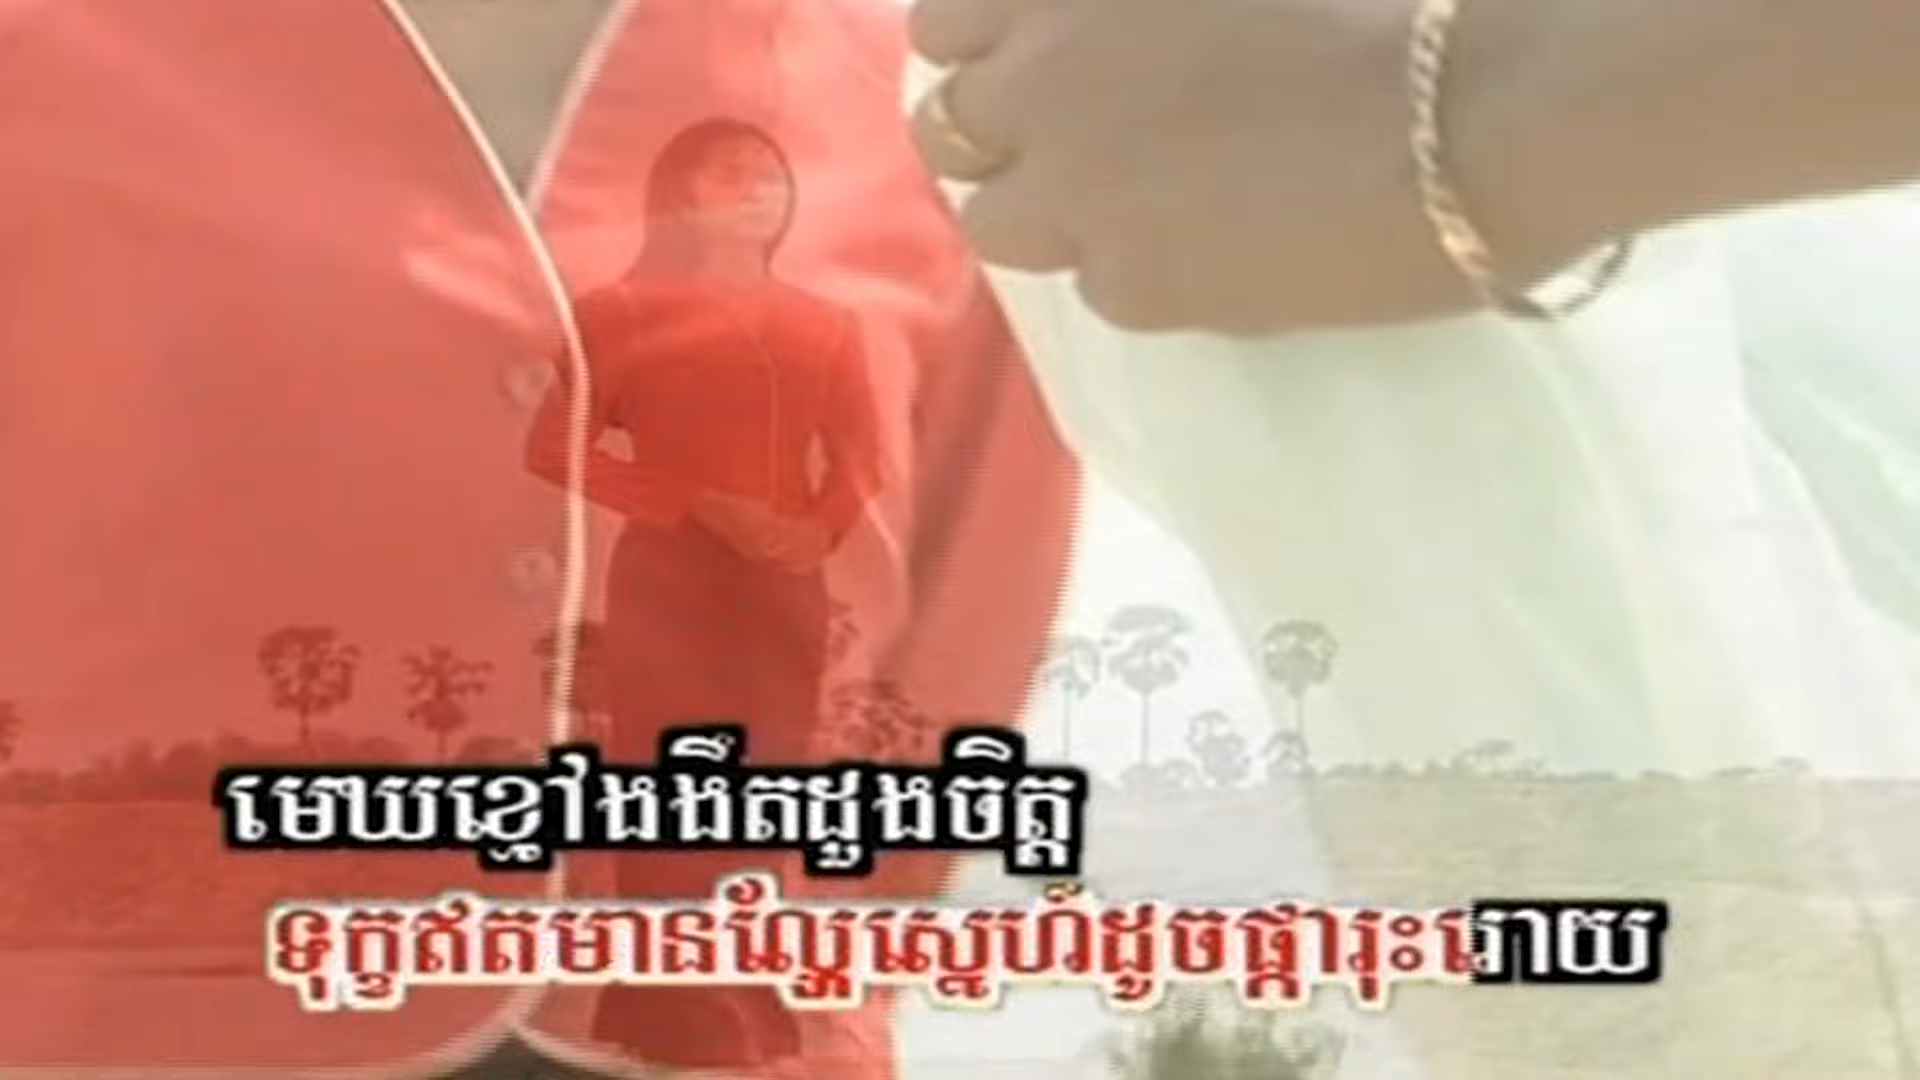 មេឃខ្មៅងងឹតដួងចិត្ត
ទុក្ខឥតមានល្ហែស្នេហ៍ដូចផ្ការុះរោយ